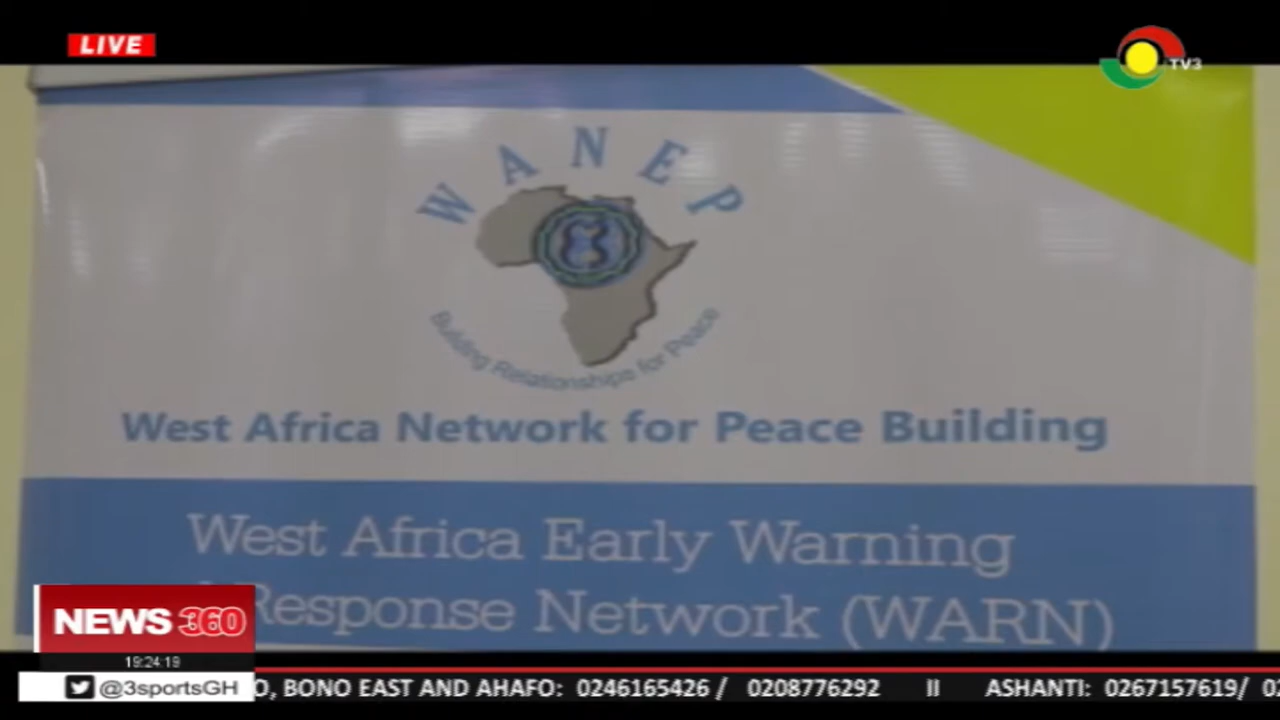 LIVE
TV3
WANEP
Building Relationships for Peace
West Africa Network for Peace Building
West Africa Early Warning
Response Network (WARN)
NEWS 360
19:24:19
@3sportsGH
O, BONO EAST AND AHAFO: 0246165426 / 0208776292 II ASHANTI: 0267157619/ 02